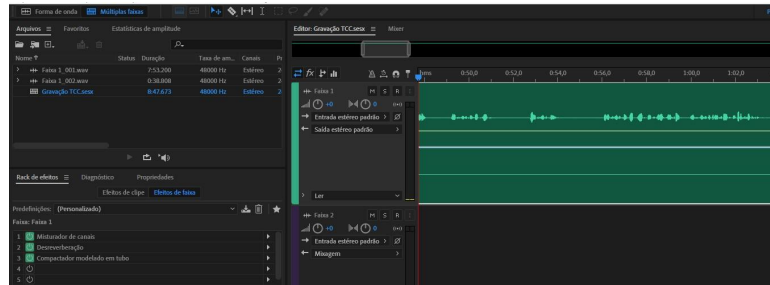 Forma de onda Múltiplas faixas
Arquivos Favoritos Estatísticas de amplitude
Nome Status Duração Taxa de am... Canais Pr
Faixa 1_001.wav 7:53.200 48000 Hz Estéreo 2
Faixa 1_002.wav 0:38.808 48000 Hz Estéreo 2
Gravação TCC.sesx 8:47.673 48000 Hz Estéreo 2
Rack de efeitos Diagnóstico Propriedades
Efeitos de clipe Efeitos de faixa
Predefinições: (Personalizado)
Faixa: Faixa 1
1 Misturador de canais
2 Desreverberação
3 Compactador modelado em tubo
4
5
Editor: Gravação TCC.sesx Mixer
fx
hms 0:50,0 0:52,0 0:54,0 0:56,0 0:58,0 1:00,0 1:02,0
Faixa 1 M S R I
+0 0
Entrada estéreo padrão
Saída estéreo padrão
Ler
Faixa 2 M S R I
+0 0
Entrada estéreo padrão
Mixagem